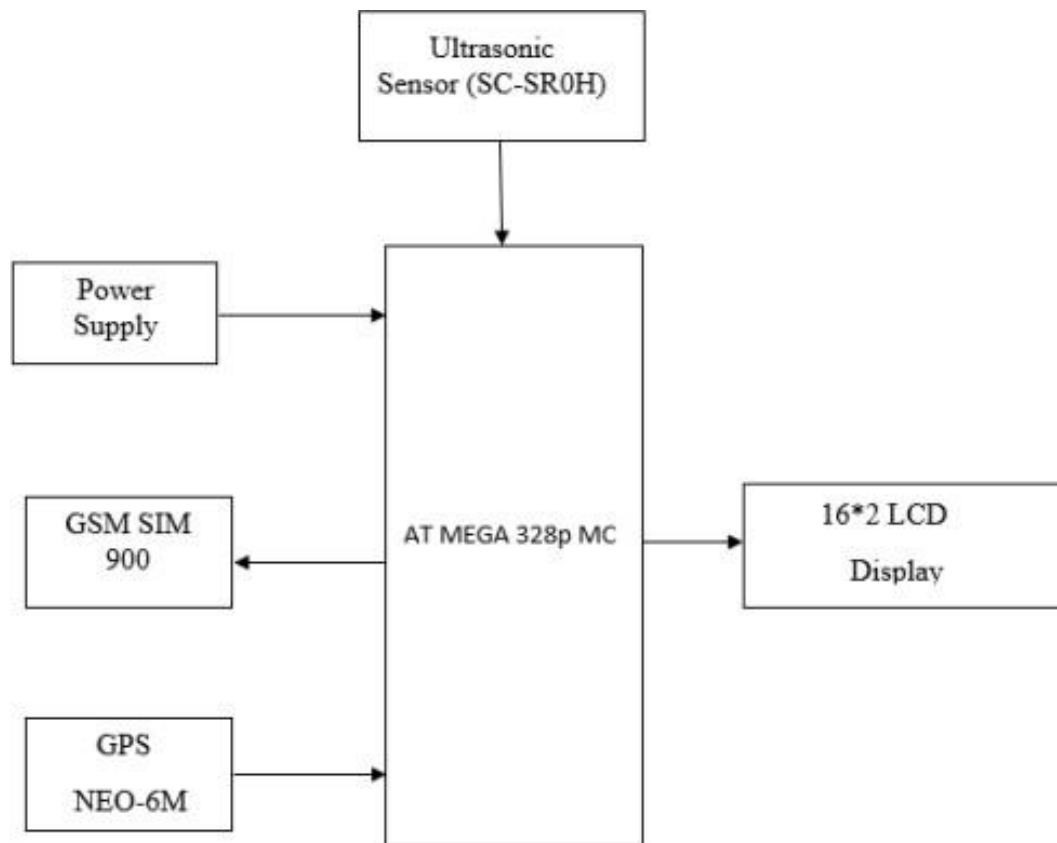 Ultrasonic
Sensor (SC-SR0H)
Power
Supply
GSM SIM
900
AT MEGA 328p MC
16*2 LCD
Display
GPS
NEO-6M